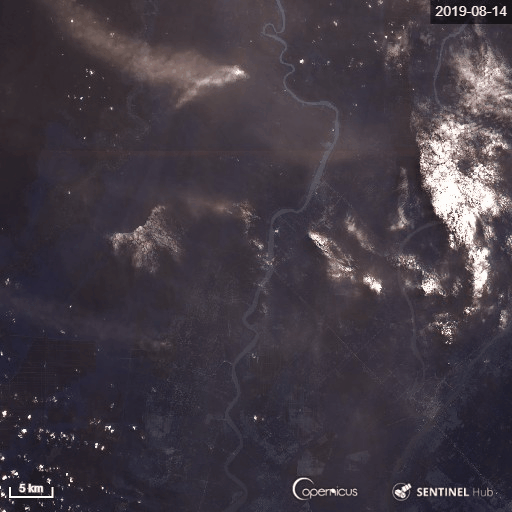 2019-08-14
5 km
Copernicus
SENTINEL Hub